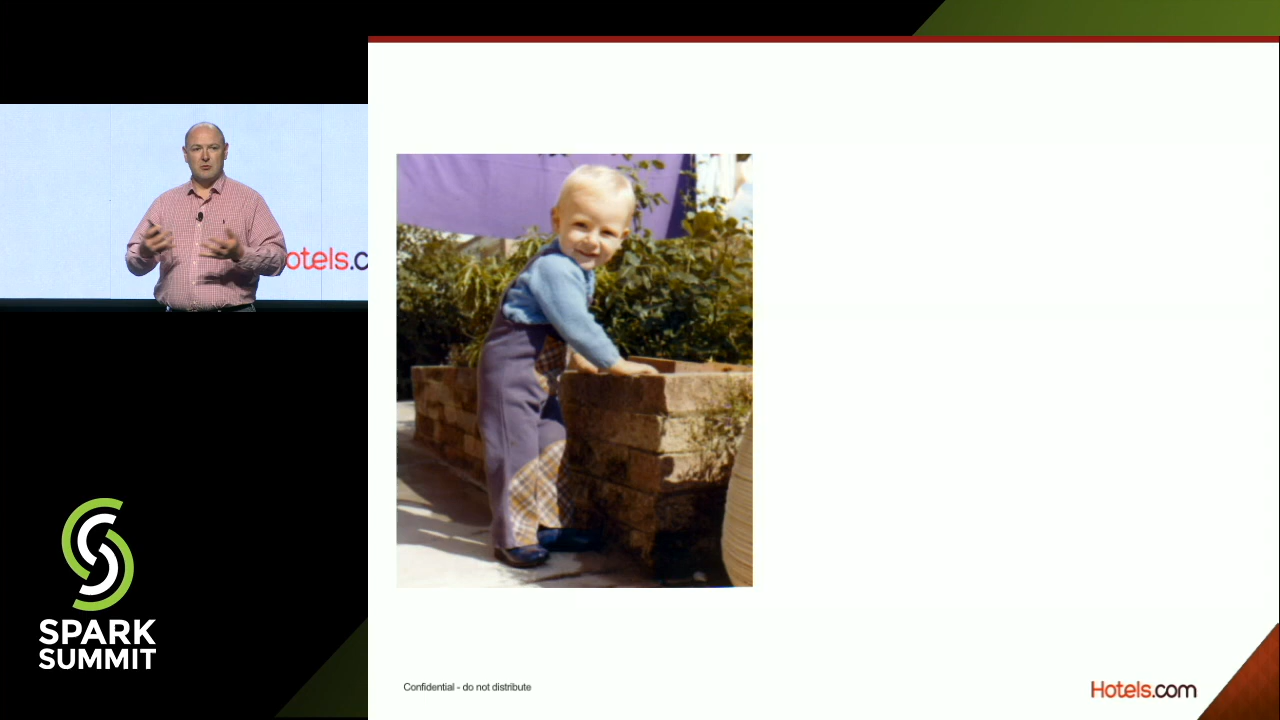 otels.c
SPARK
SUMMIT
Confidential - do not distribute
Hotels.com